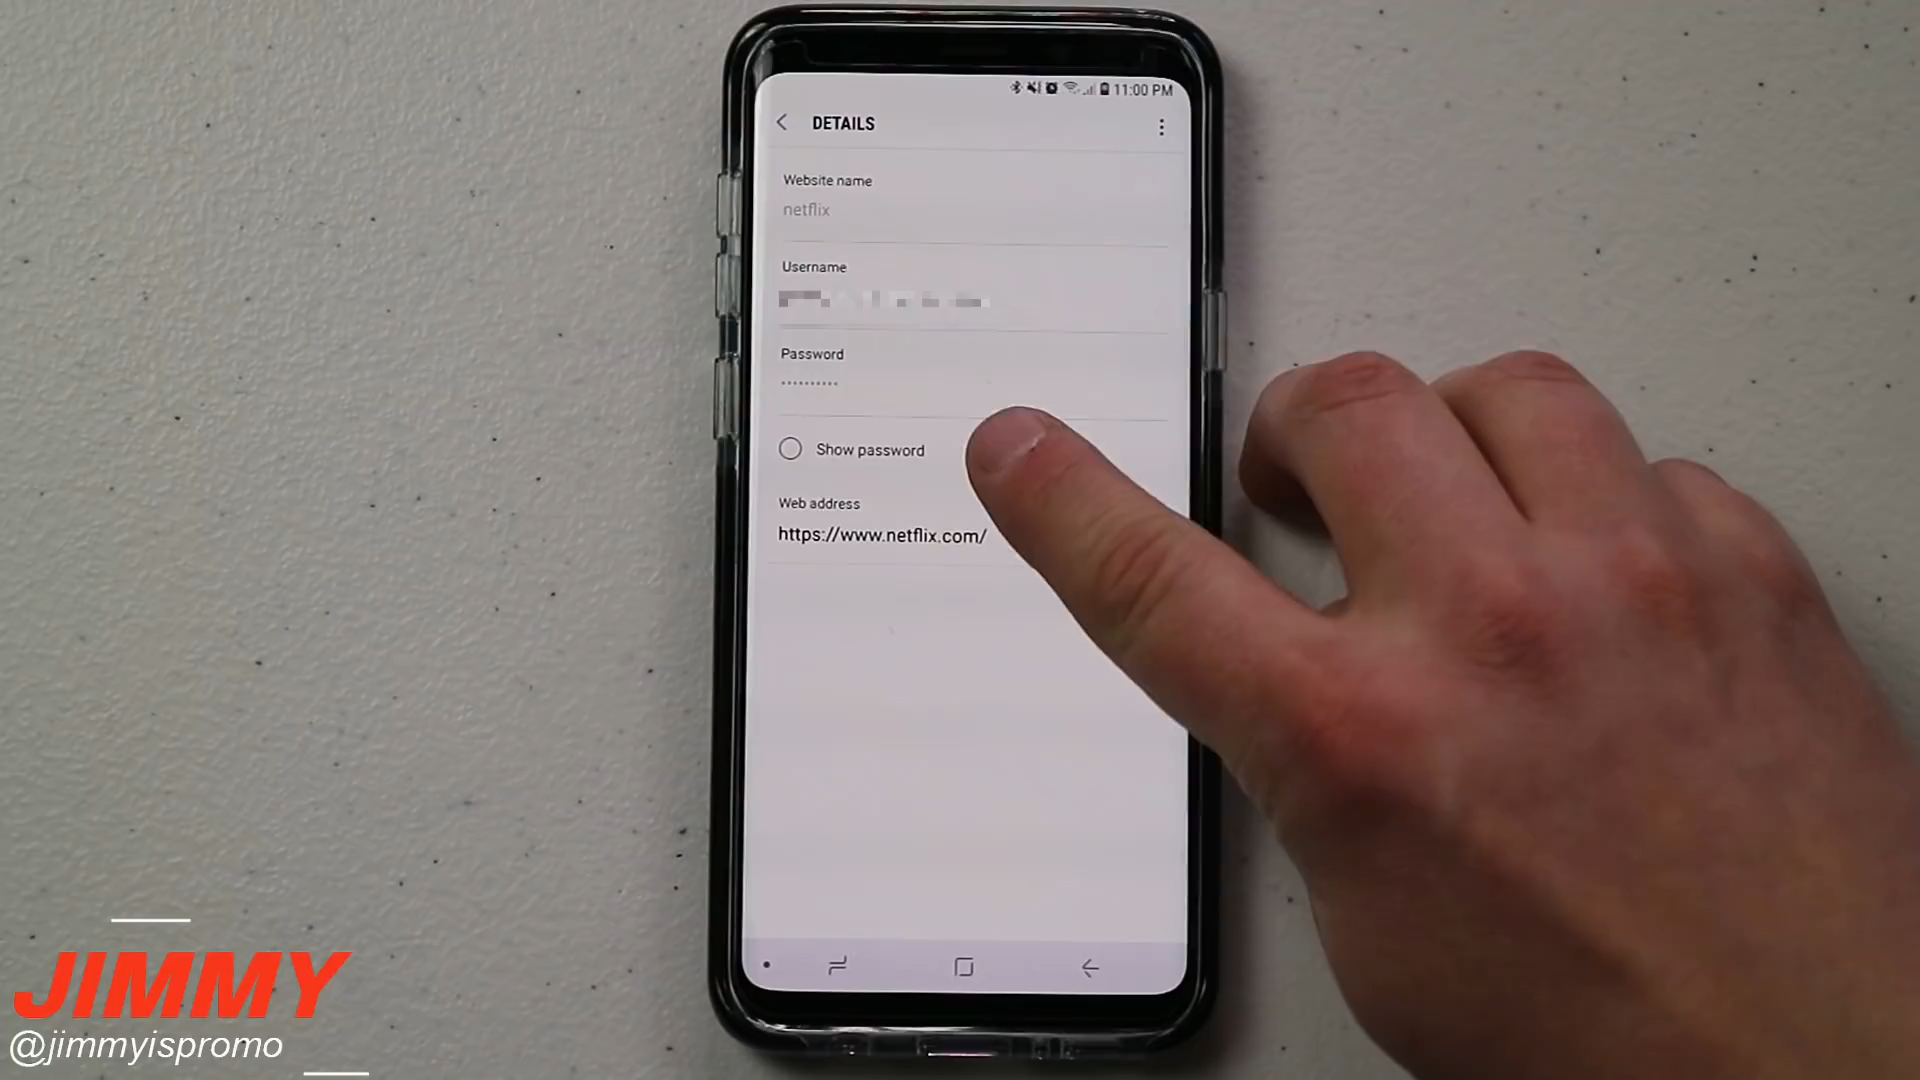 11:00 PM
DETAILS
Website name
netflix
Username
Password
Show password
Web address
https://www.netflix.com/
JIMMY
@jimmyispromo